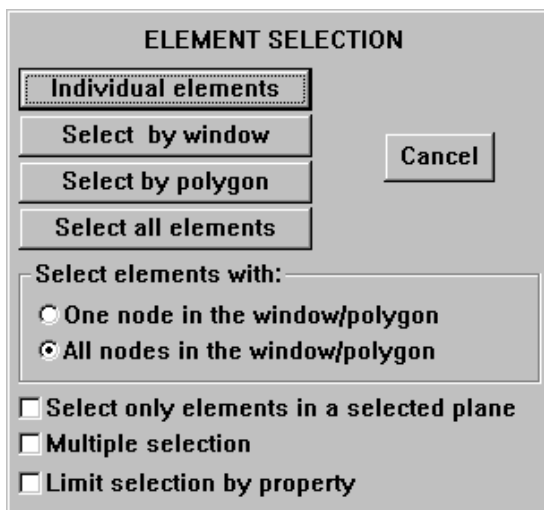 ELEMENT SELECTION
Individual elements
Select by window
Cancel
Select by polygon
Select all elements
Select elements with:
One node in the window/polygon
All nodes in the window/polygon
Select only elements in a selected plane
Multiple selection
Limit selection by property